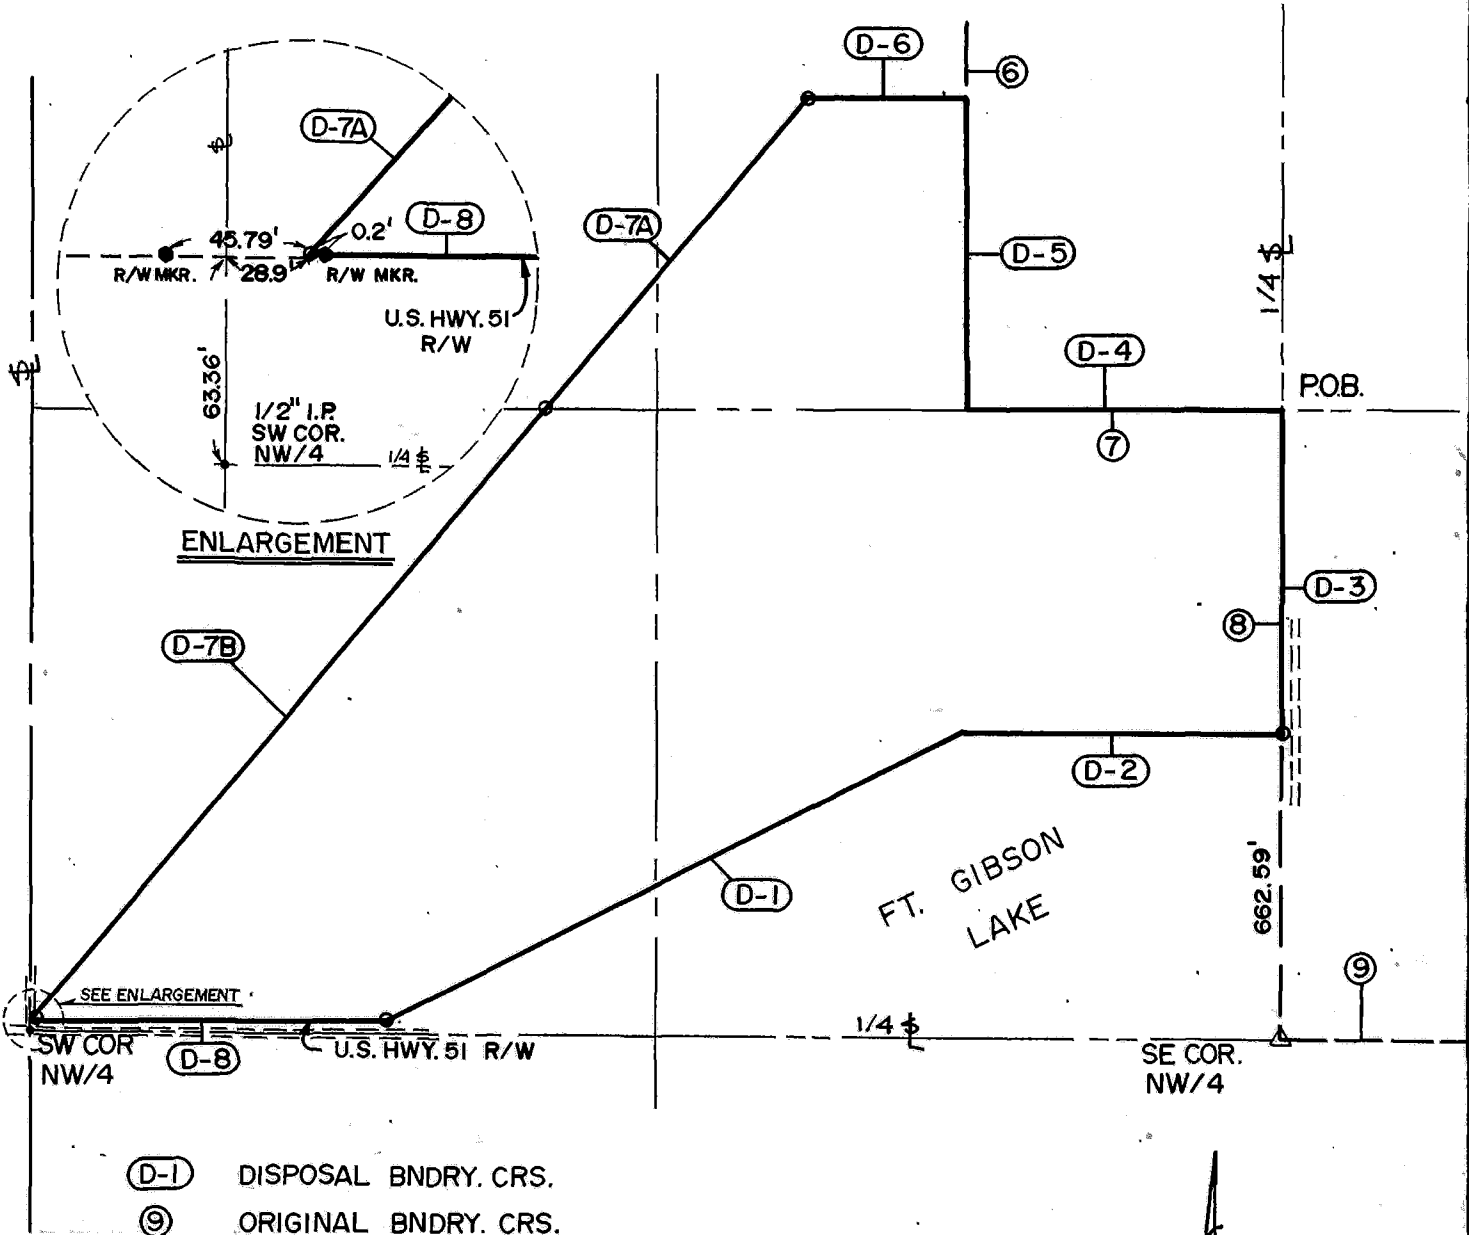 D-6
6
D-7A
D-7A
D-8
45.79'
0.2'
R/W MKR.
28.9'
R/W MKR.
D-5
U.S. HWY. 51
R/W
1/4 ⅊
D-4
P.O.B.
63.36'
1/2" I.P.
SW COR.
NW/4
1/4 ⅊
7
ENLARGEMENT
D-3
8
D-7B
D-2
FT. GIBSON
LAKE
D-1
662.59'
9
SEE ENLARGEMENT
SW COR
NW/4
D-8
U.S. HWY. 51 R/W
1/4 ⅊
SE COR.
NW/4
D-1 DISPOSAL BNDRY. CRS.
9 ORIGINAL BNDRY. CRS.